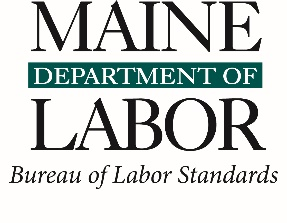 MAINE
DEPARTMENT OF
LABOR
Bureau of Labor Standards